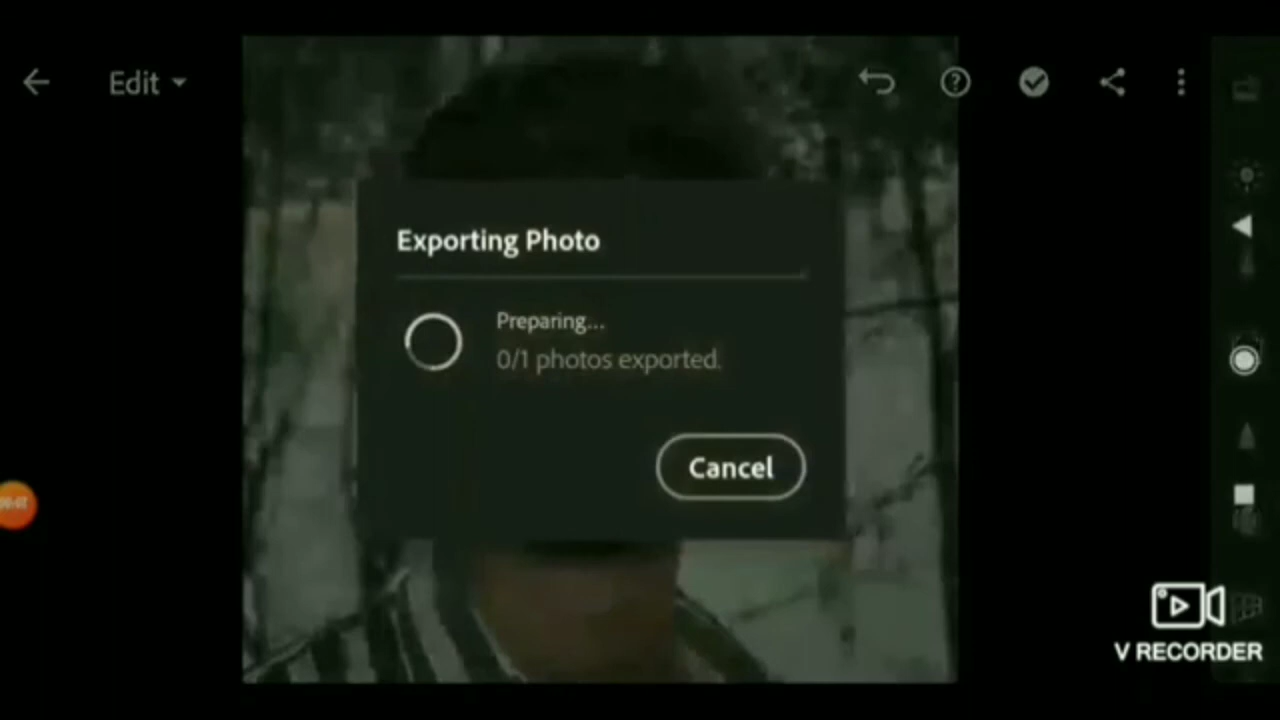 Edit
Exporting Photo
Preparing...
0/1 photos exported.
Cancel
V RECORDER